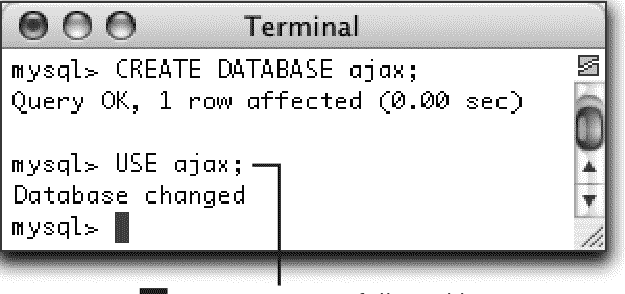 Terminal
mysql> CREATE DATABASE ajax;
Query OK, 1 row affected (0.00 sec)
mysql> USE ajax;
Database changed
mysql>